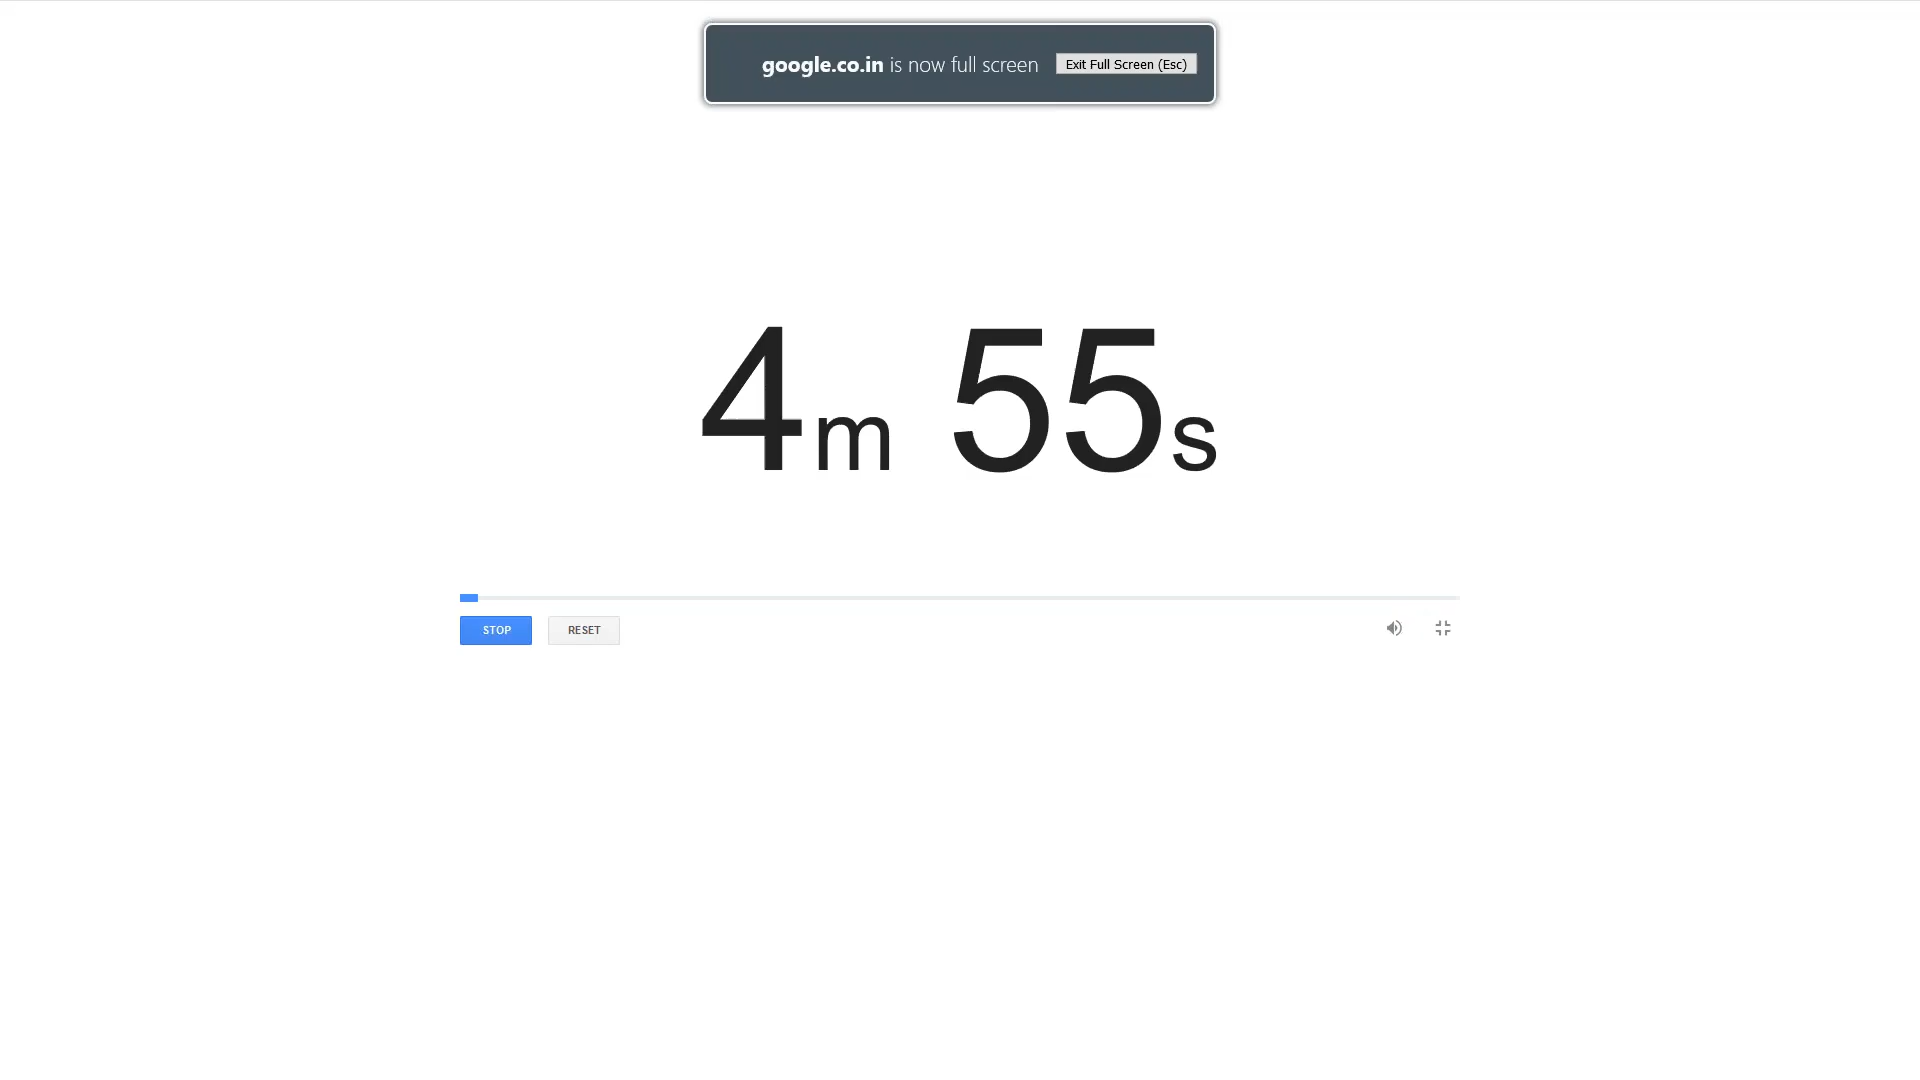 google.co.in is now full screen Exit Full Screen (Esc)
4m 55s
STOP RESET